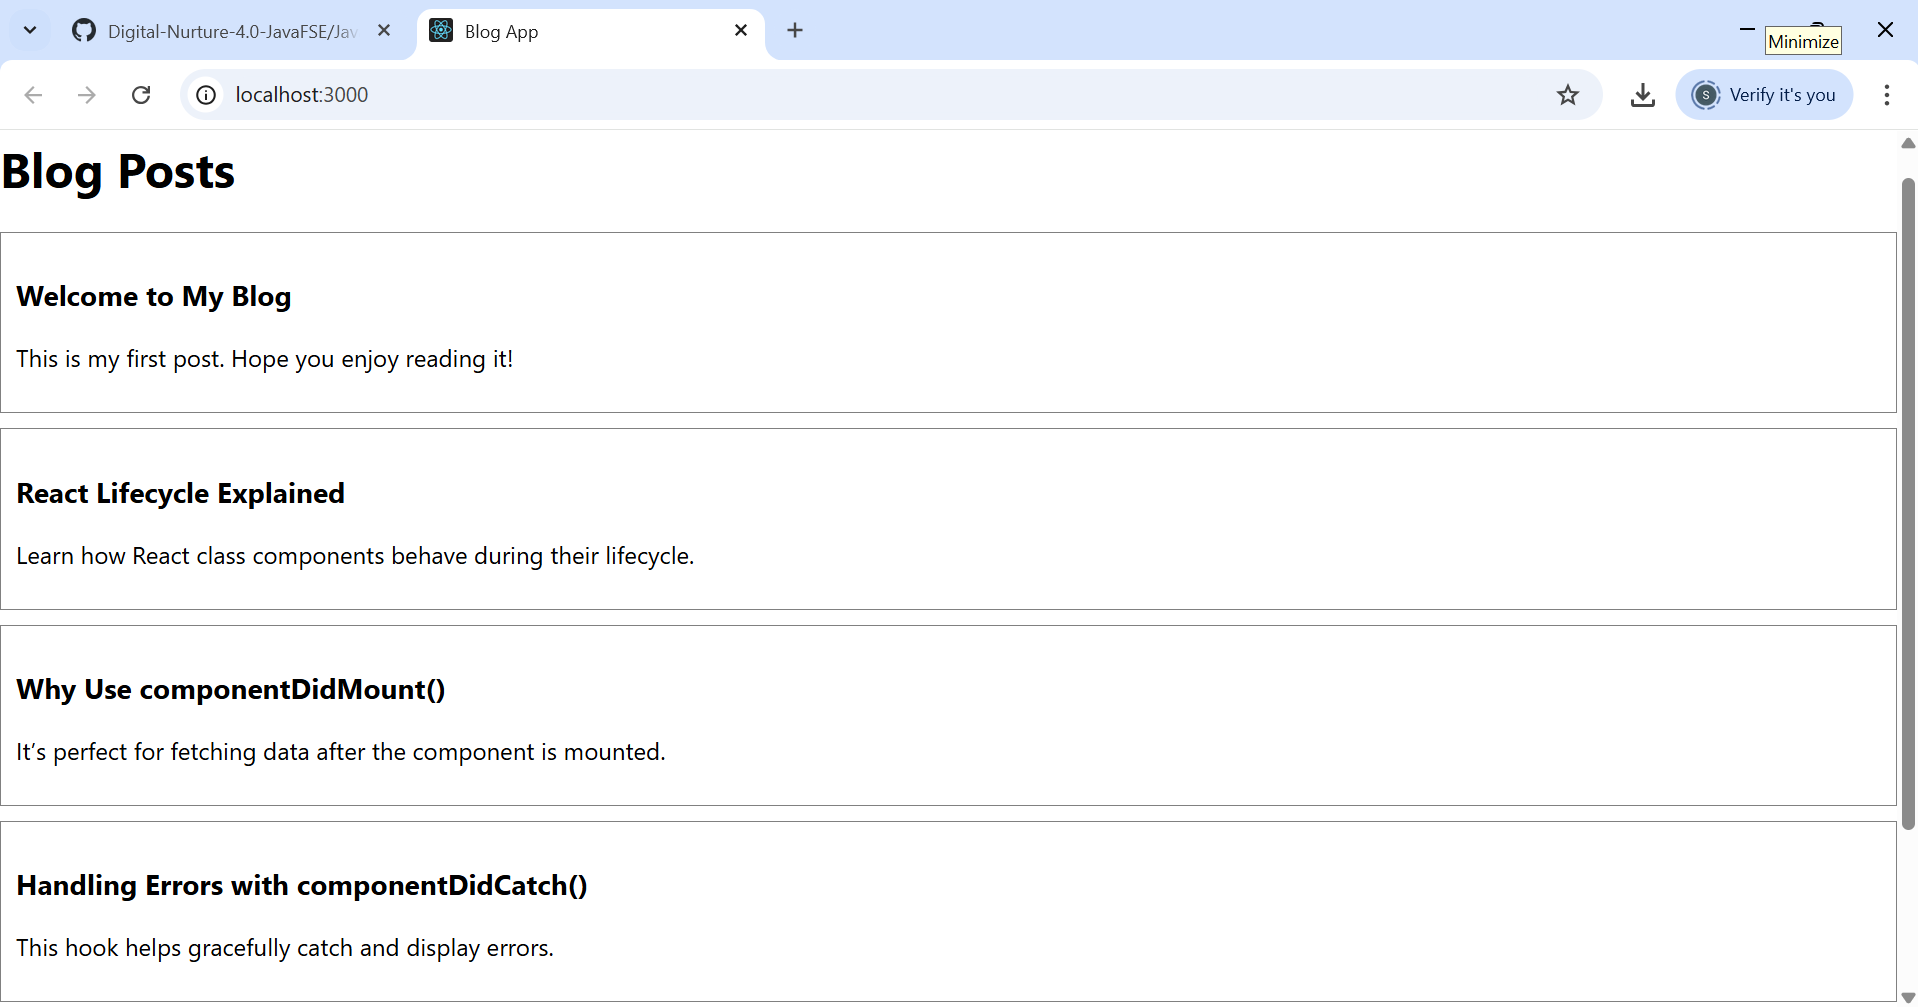 Digital-Nurture-4.0-JavaFSE/Jav
Blog App
Minimize
localhost:3000
S
Verify it's you
Blog Posts
Welcome to My Blog
This is my first post. Hope you enjoy reading it!
React Lifecycle Explained
Learn how React class components behave during their lifecycle.
Why Use componentDidMount()
It’s perfect for fetching data after the component is mounted.
Handling Errors with componentDidCatch()
This hook helps gracefully catch and display errors.